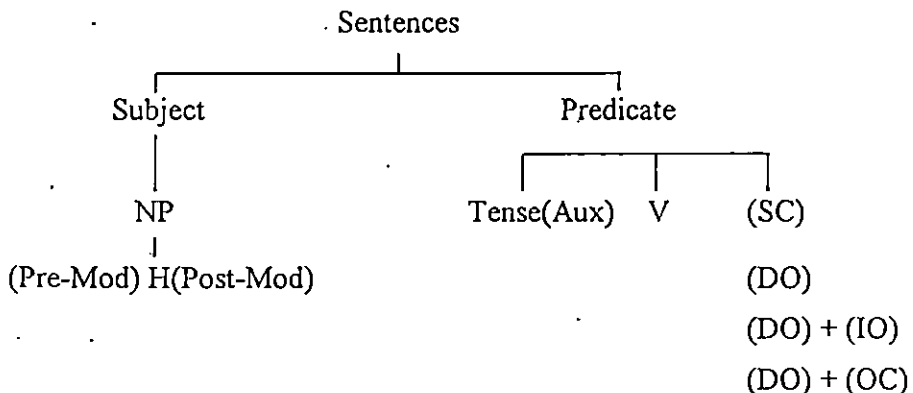 Sentences
Subject Predicate
NP Tense(Aux) V (SC)
(Pre-Mod) H(Post-Mod) (DO)
(DO) + (IO)
(DO) + (OC)